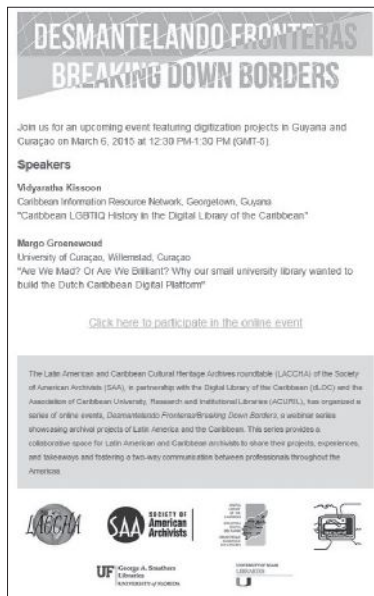 DESMANTELANDO FRONTERAS
BREAKING DOWN BORDERS
Join us for an upcoming event featuring digitization projects in Guyana and
Curaçao on March 6, 2015 at 12:30 PM-1:30 PM (GMT-5).
Speakers
Vidyaratha Kissoon
Caribbean Information Resource Network, Georgetown, Guyana
"Caribbean LGBTIQ History in the Digital Library of the Caribbean"
Margo Groenewoud
University of Curaçao, Willemstad, Curaçao
"Are We Mad? Or Are We Brilliant? Why our small university library wanted to
build the Dutch Caribbean Digital Platform"
Click here to participate in the online event
The Latin American and Caribbean Cultural Heritage Archives roundtable (LACCHA) of the Society
of American Archivists (SAA), in partnership with the Digital Library of the Caribbean (dLOC) and the
Association of Caribbean University, Research and Institutional Libraries (ACURIL), has organized a
series of online events, Desmantelando Fronteras/Breaking Down Borders, a webinar series
showcasing archival projects of Latin America and the Caribbean. This series provides a
collaborative space for Latin American and Caribbean archivists to share their projects, experiences,
and takeaways and fostering a two-way communication between professionals throughout the
Americas.
LACCHA
SAA
SOCIETY OF
American
Archivists
UF
George A. Smathers
Libraries
UNIVERSITY of FLORIDA
UNIVERSITY OF MIAMI
LIBRARIES
U